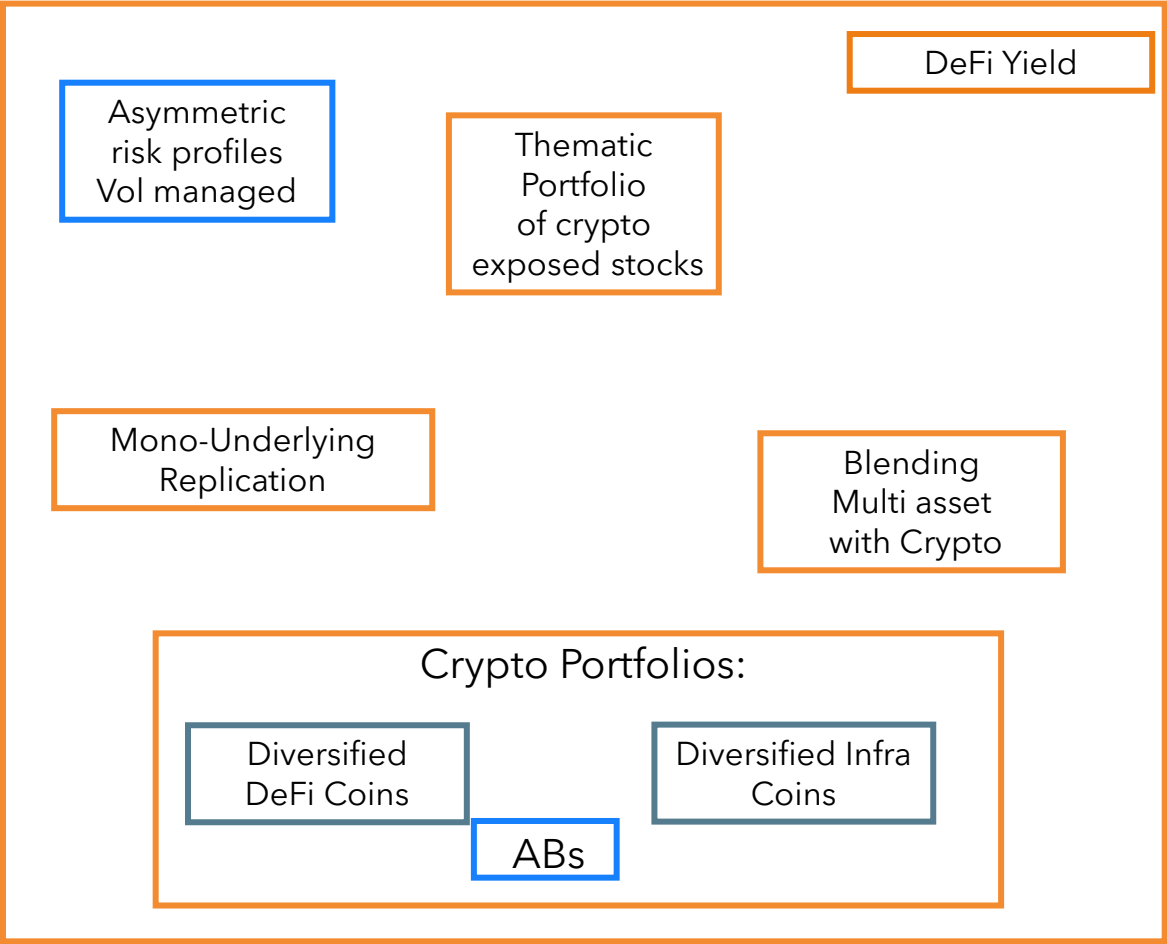 DeFi Yield
Asymmetric
risk profiles
Vol managed
Thematic
Portfolio
of crypto
exposed stocks
Mono-Underlying
Replication
Blending
Multi asset
with Crypto
Crypto Portfolios:
Diversified
DeFi Coins
Diversified Infra
Coins
ABs